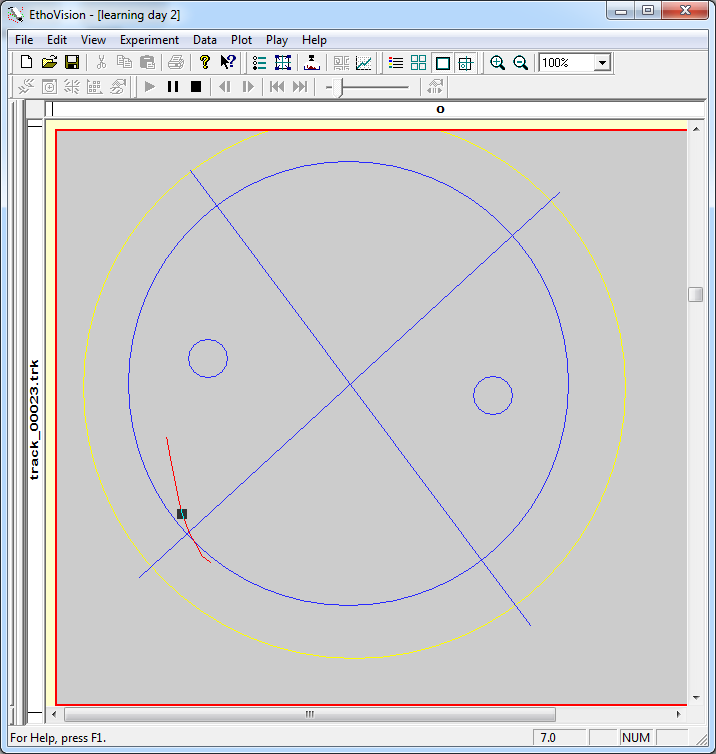 EthoVision - [learning day 2]
File Edit View Experiment Data Plot Play Help
100%
O
track_00023.trk
For Help, press F1.
7.0
NUM